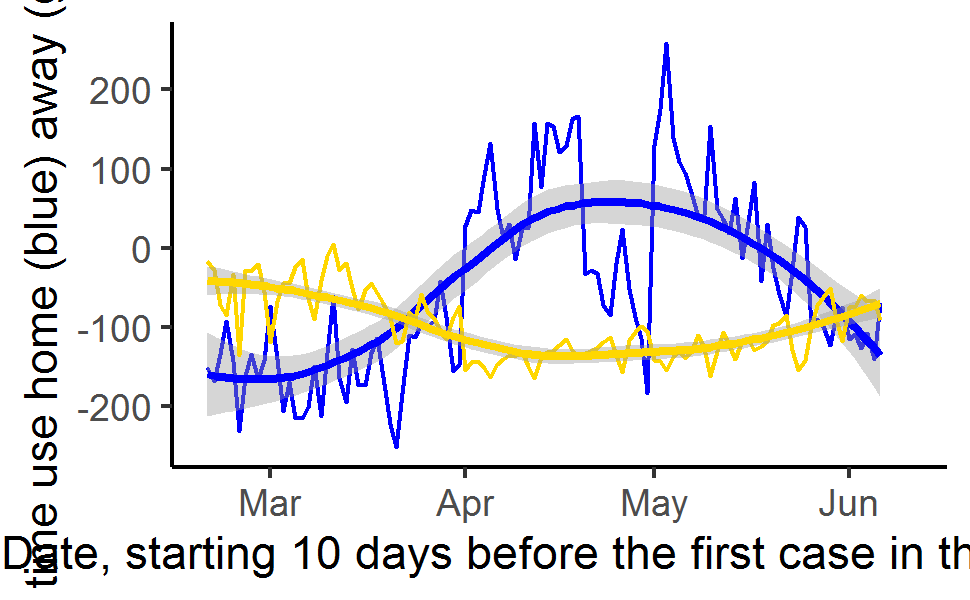 time use home (blue) away (
200
100
0
-100
-200
Mar Apr May Jun
Date, starting 10 days before the first case in th